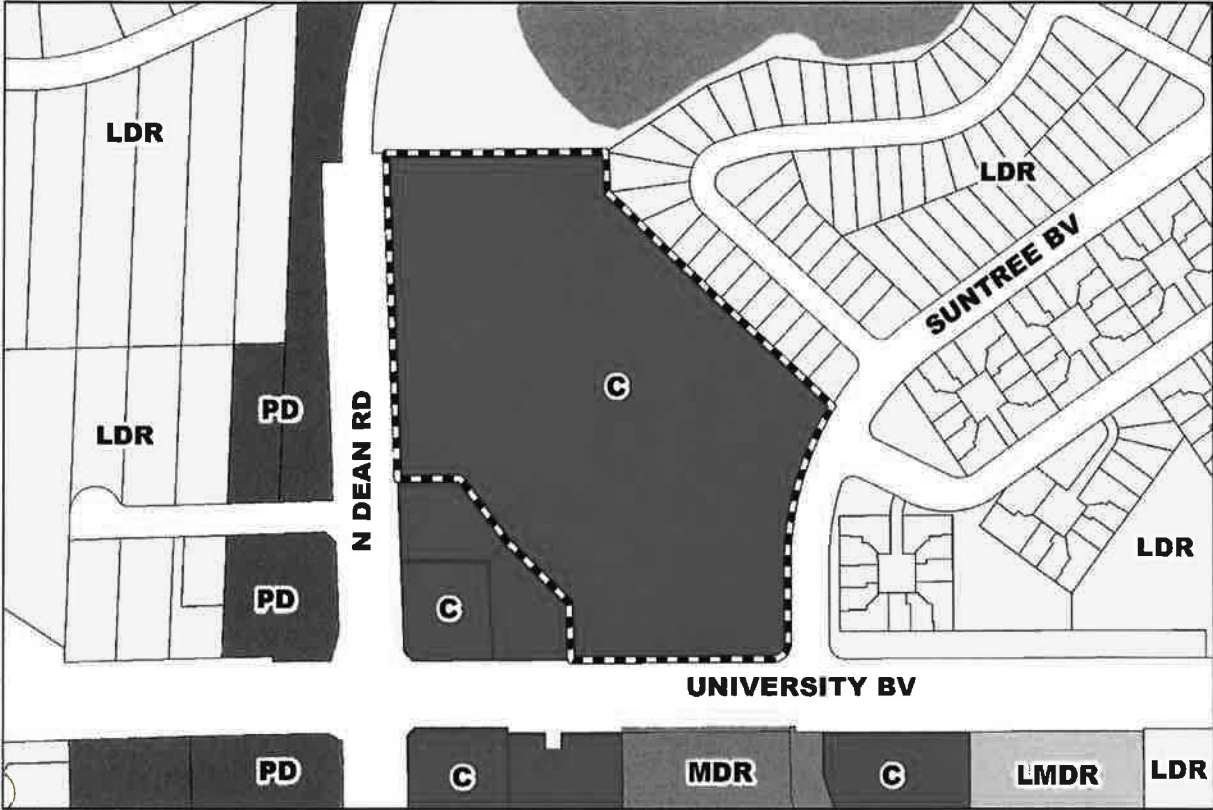 LDR
LDR
SUNTREE BV
C
PD
N DEAN RD
LDR
LDR
PD
C
UNIVERSITY BV
PD
C
MDR
C
LMDR
LDR